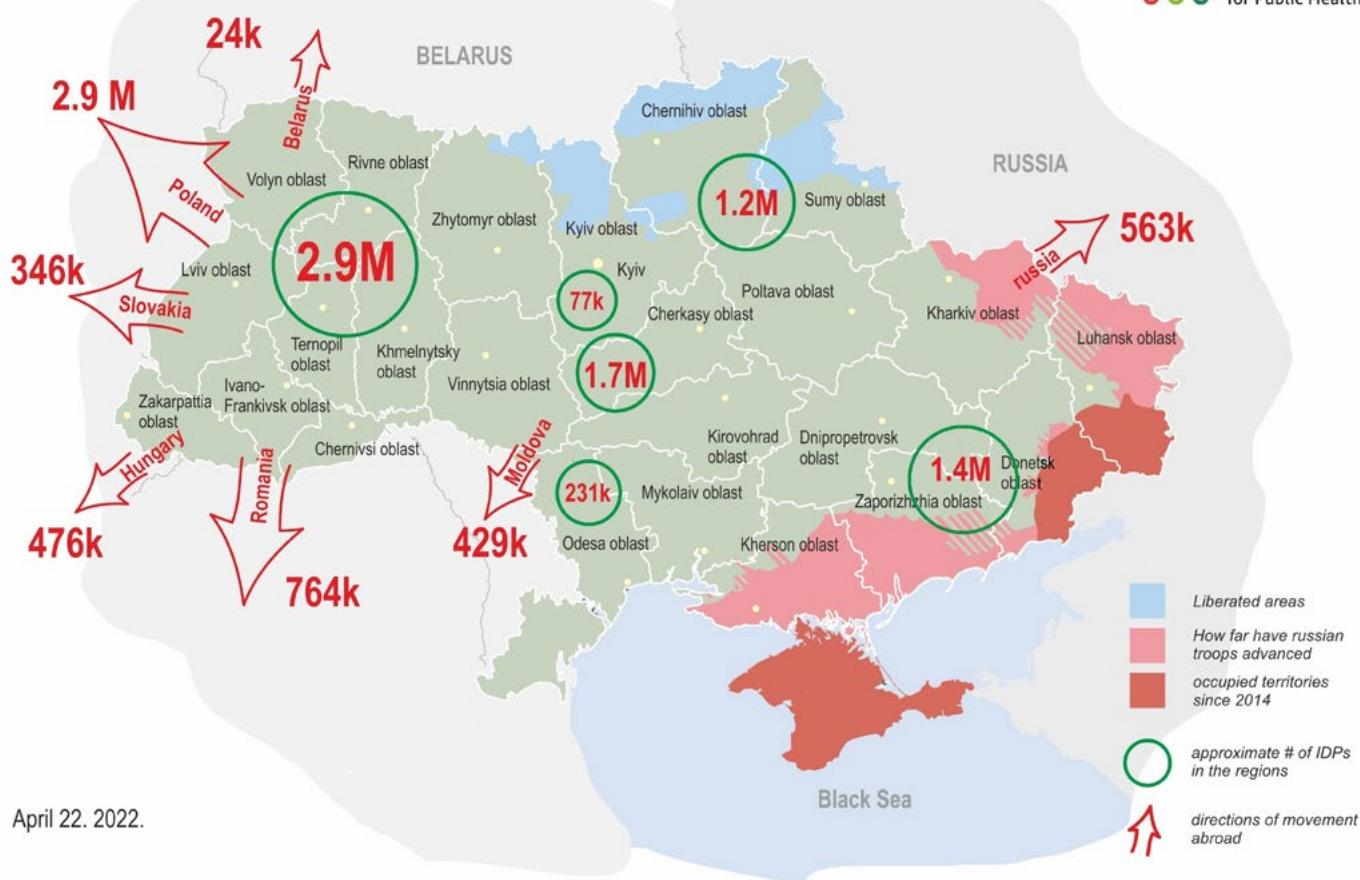 for Public Health
24k
BELARUS
2.9 M
Belarus
Chernihiv oblast
Rivne oblast
RUSSIA
Volyn oblast
Poland
1.2M
Sumy oblast
Zhytomyr oblast
Kyiv oblast
563k
2.9M
russia
346k
Lviv oblast
Kyiv
Slovakia
77k
Poltava oblast
Cherkasy oblast
Kharkiv oblast
Luhansk oblast
Ternopil
oblast
Khmelnytsky
oblast
1.7M
Vinnytsia oblast
Ivano-
Frankivsk oblast
Zakarpattia
oblast
Chernivsi oblast
Kirovohrad
oblast
Dnipropetrovsk
oblast
Hungary
Romania
Moldova
1.4M
Donetsk
oblast
231k
Mykolaiv oblast
Zaporizhzhia oblast
476k
429k
Odesa oblast
Kherson oblast
764k
Liberated areas
How far have russian
troops advanced
occupied territories
since 2014
approximate # of IDPs
in the regions
Black Sea
April 22. 2022.
directions of movement
abroad